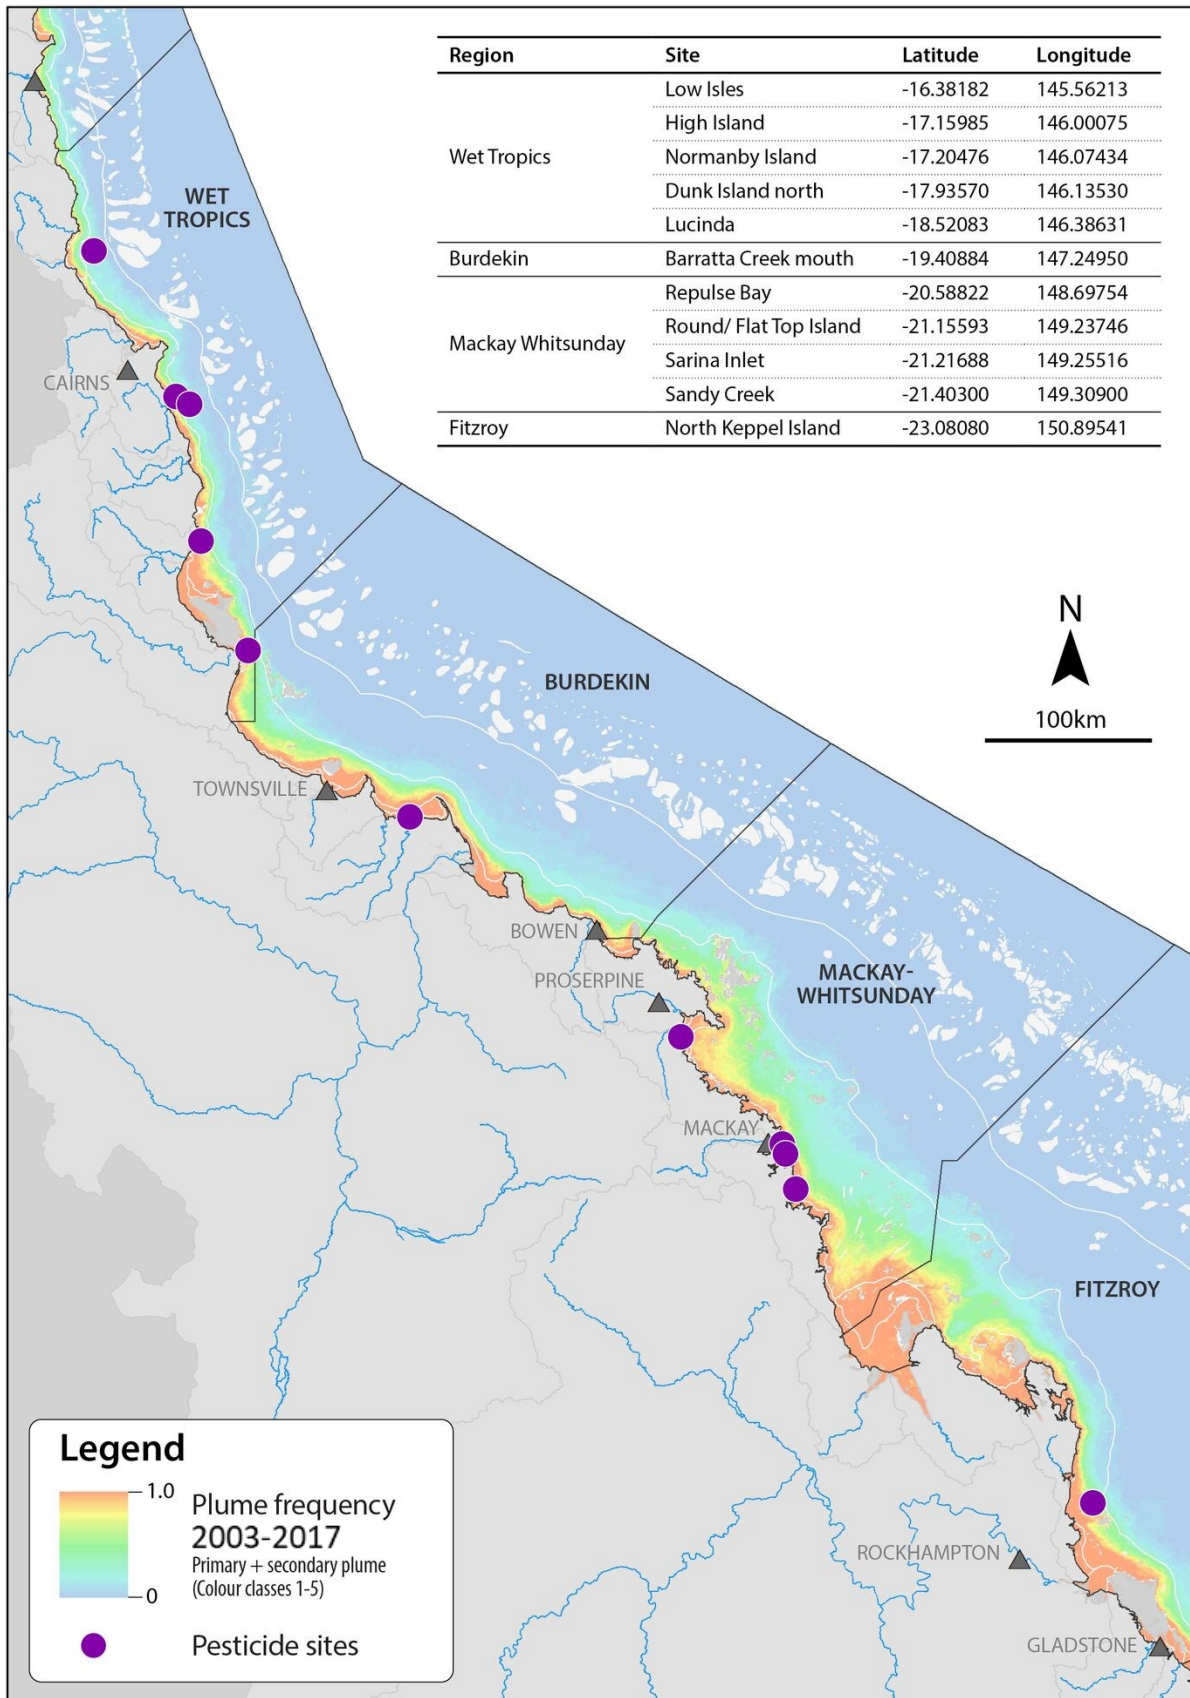 Region Site Latitude Longitude
Wet Tropics
Low Isles -16.38182 145.56213
High Island -17.15985 146.00075
Normanby Island -17.20476 146.07434
Dunk Island north -17.93570 146.13530
Lucinda -18.52083 146.38631
Burdekin Barratta Creek mouth -19.40884 147.24950
Mackay Whitsunday
Repulse Bay -20.58822 148.69754
Round/ Flat Top Island -21.15593 149.23746
Sarina Inlet -21.21688 149.25516
Sandy Creek -21.40300 149.30900
Fitzroy North Keppel Island -23.08080 150.89541
WET
TROPICS
CAIRNS
N
100km
BURDEKIN
TOWNSVILLE
BOWEN
PROSERPINE
MACKAY-
WHITSUNDAY
MACKAY
FITZROY
ROCKHAMPTON
GLADSTONE
Legend
1.0
0
Plume frequency
2003-2017
Primary + secondary plume
(Colour classes 1-5)
Pesticide sites